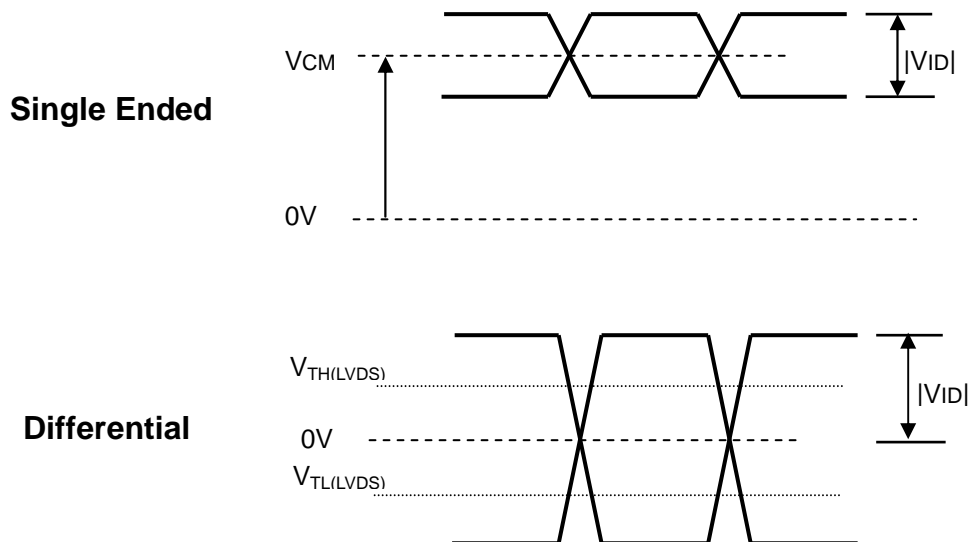 VCM
|VID|
Single Ended
0V
VTH(LVDS)
|VID|
Differential
0V
VTL(LVDS)